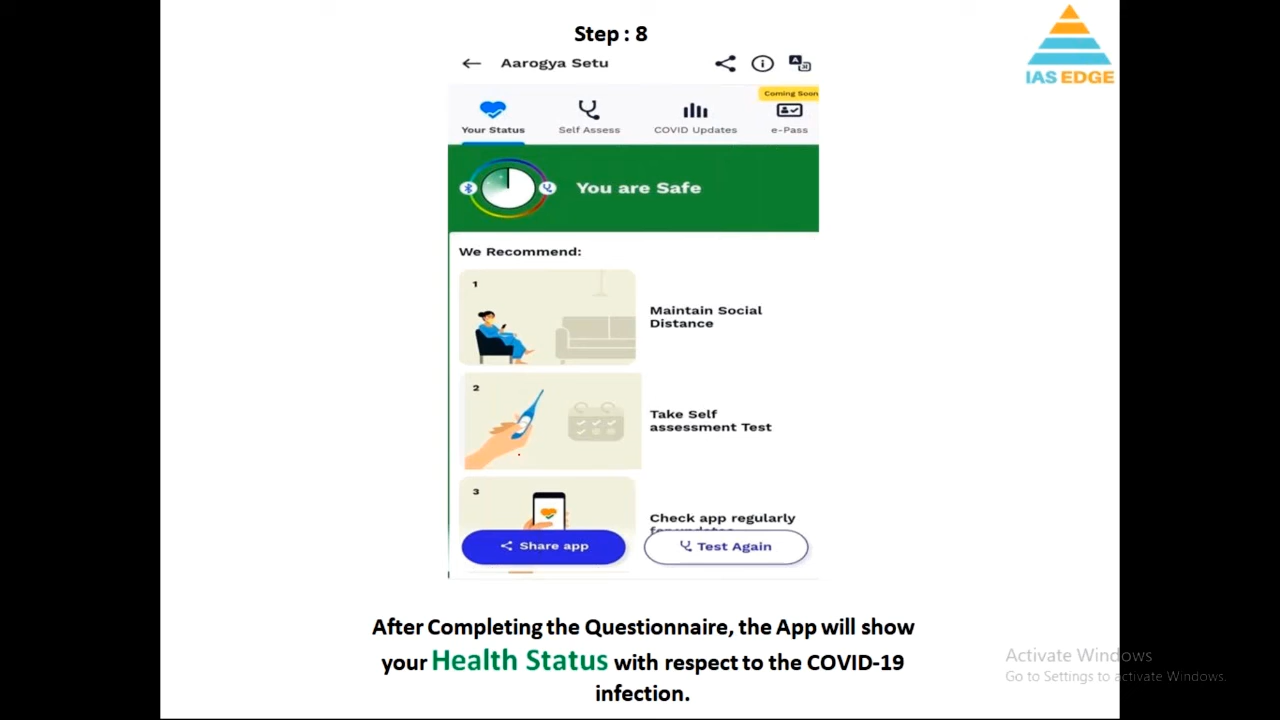 Step : 8
IAS EDGE
Aarogya Setu
Coming Soon
Your Status
Self Assess
COVID Updates
e-Pass
You are Safe
We Recommend:
1
Maintain Social
Distance
2
Take Self
assessment Test
3
Check app regularly
for updates
Share app
Test Again
After Completing the Questionnaire, the App will show
your Health Status with respect to the COVID-19
infection.
Activate Windows
Go to Settings to activate Windows.